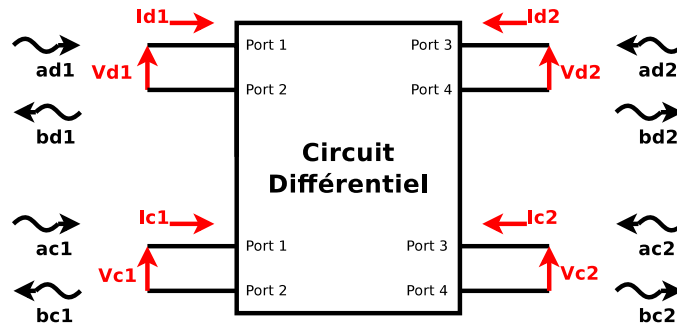 Id1
Id2
ad1
Vd1
Port 1
Port 3
Vd2
ad2
Port 2
Port 4
bd1
bd2
Circuit
Différentiel
Ic1
Ic2
ac1
Port 1
Port 3
ac2
Vc1
Vc2
Port 2
Port 4
bc1
bc2